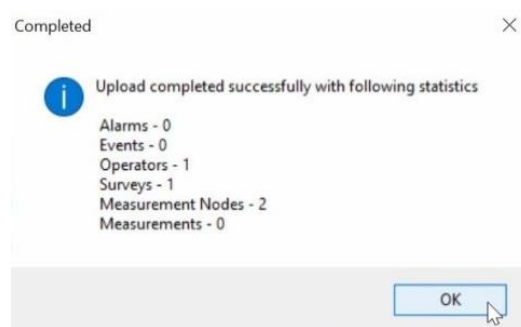 Completed
Upload completed successfully with following statistics
Alarms - 0
Events - 0
Operators - 1
Surveys - 1
Measurement Nodes - 2
Measurements - 0
OK